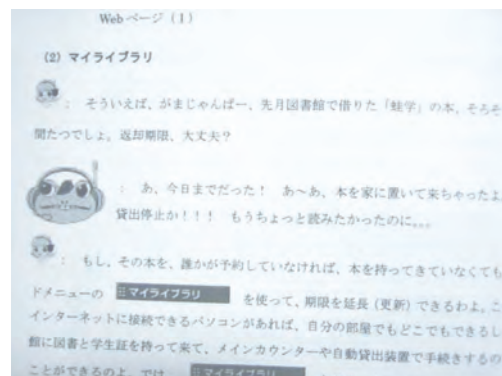 Webページ (1)
(2) マイライブラリ
： そういえば、がまじゃんぱー、先月図書館で借りた「蛙学」の本、そろそ
間たつでしょ。返却期限、大丈夫？
： あ、今日までだった！ あ～あ、本を家に置いて来ちゃったよ
貸出停止か！！！ もうちょっと読みたかったのに。。。
： もし、その本を、誰かが予約していなければ、本を持ってきていなくても
ドメニューの マイライブラリ を使って、期限を延長（更新）できるわよ。こ
インターネットに接続できるパソコンがあれば、自分の部屋でもどこでもできるし
館に図書と学生証を持って来て、メインカウンターや自動貸出装置で手続きするの
ことができるのよ。では、 マイライブラリ